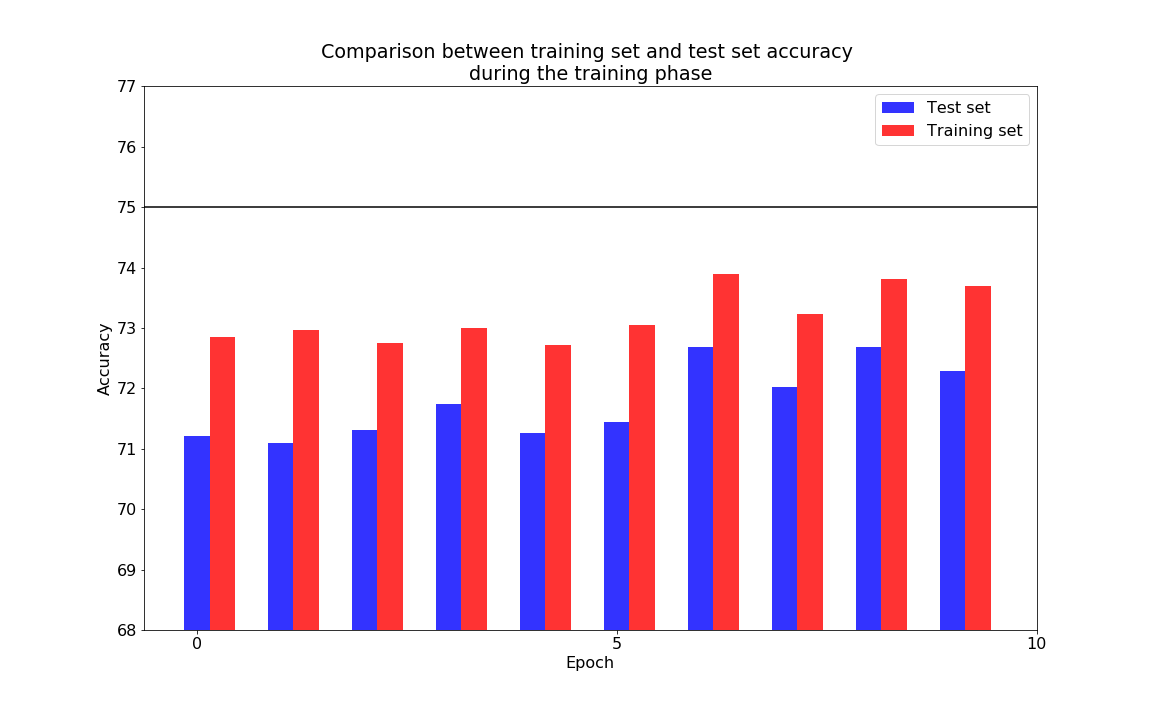 Comparison between training set and test set accuracy
during the training phase
Test set
Training set
Accuracy
77
76
75
74
73
72
71
70
69
68
0
5
10
Epoch